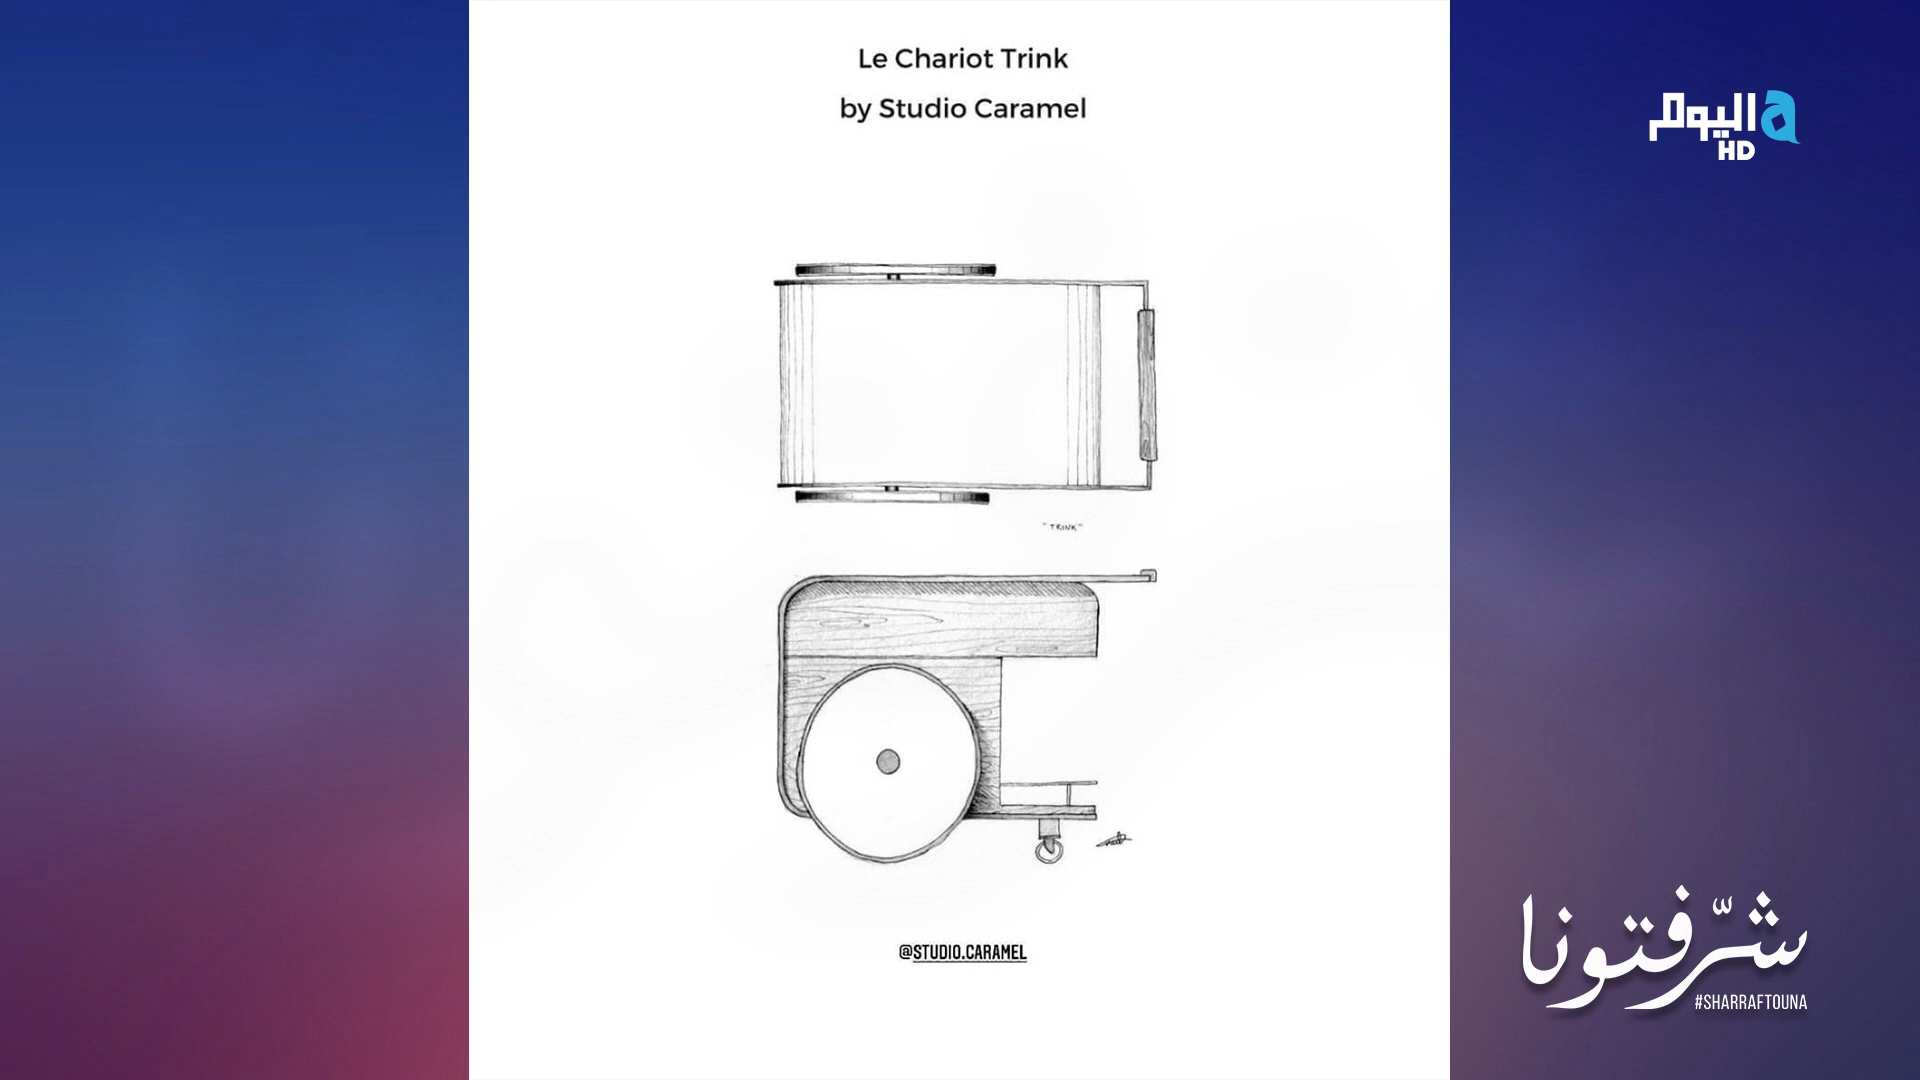 Le Chariot Trink
by Studio Caramel
اليوم a
HD
"TRINK"
@STUDIO.CARAMEL
شرّفتونا
#SHARRAFTOUNA